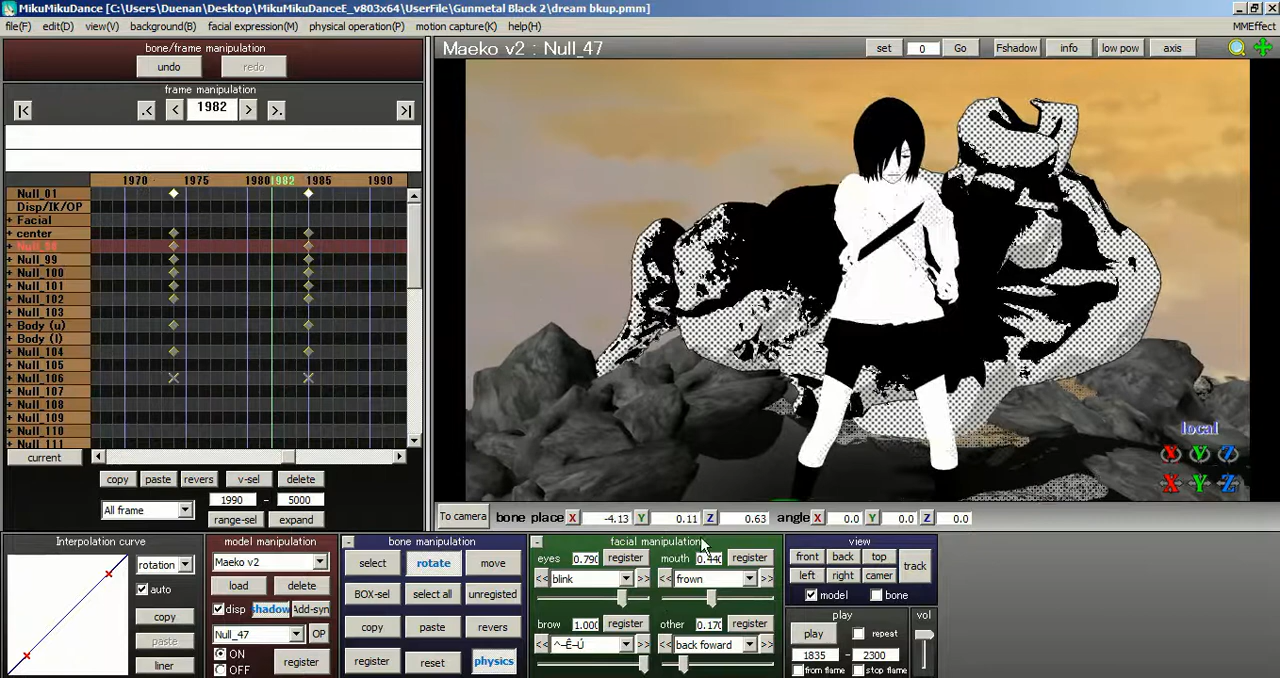 MikuMikuDance [C:\Users\Duenan\Desktop\MikuMikuDanceE_v803x64\UserFile\Gunmetal Black 2\dream bkup.pmm]
file(F) edit(D) view(V) background(B) facial expression(M) physical operation(P) motion capture(K) help(H) MMEffect
bone/frame manipulation
undo redo
frame manipulation
.< < 1982 > >.
1970 1975 1980 1982 1985 1990
Null_01
Disp/IK/OP
+ Facial
+ center
+ Null_99
+ Null_100
+ Null_101
+ Null_102
+ Null_103
Body (u)
Body (l)
+ Null_104
+ Null_105
+ Null_106
+ Null_107
+ Null_108
+ Null_109
+ Null_110
+ Null_111
current
copy paste revers v-sel delete
All frame 1990 - 5000
range-sel expand
Maeko v2 : Null_47
set 0 Go Fshadow info low pow axis
local
X Y Z
X Y Z
To camera bone place X -4.13 Y 0.11 Z 0.63 angle X 0.0 Y 0.0 Z 0.0
Interpolation curve
rotation
auto
copy
paste
liner
model manipulation
Maeko v2
load delete
disp shadow Add-syn
Null_47 OP
ON
OFF
register
- bone manipulation
select rotate move
BOX-sel select all unregisted
copy paste revers
register reset physics
- facial manipulation
eyes 0.790 register mouth 0.440 register
<< blink >> << frown >>
brow 1.000 register other 0.170 register
<< ^-Ê-Ú >> << back foward >>
view
front back top
left right camer
track
model bone
play
play repeat
1835 - 2300
from flame stop flame
vol